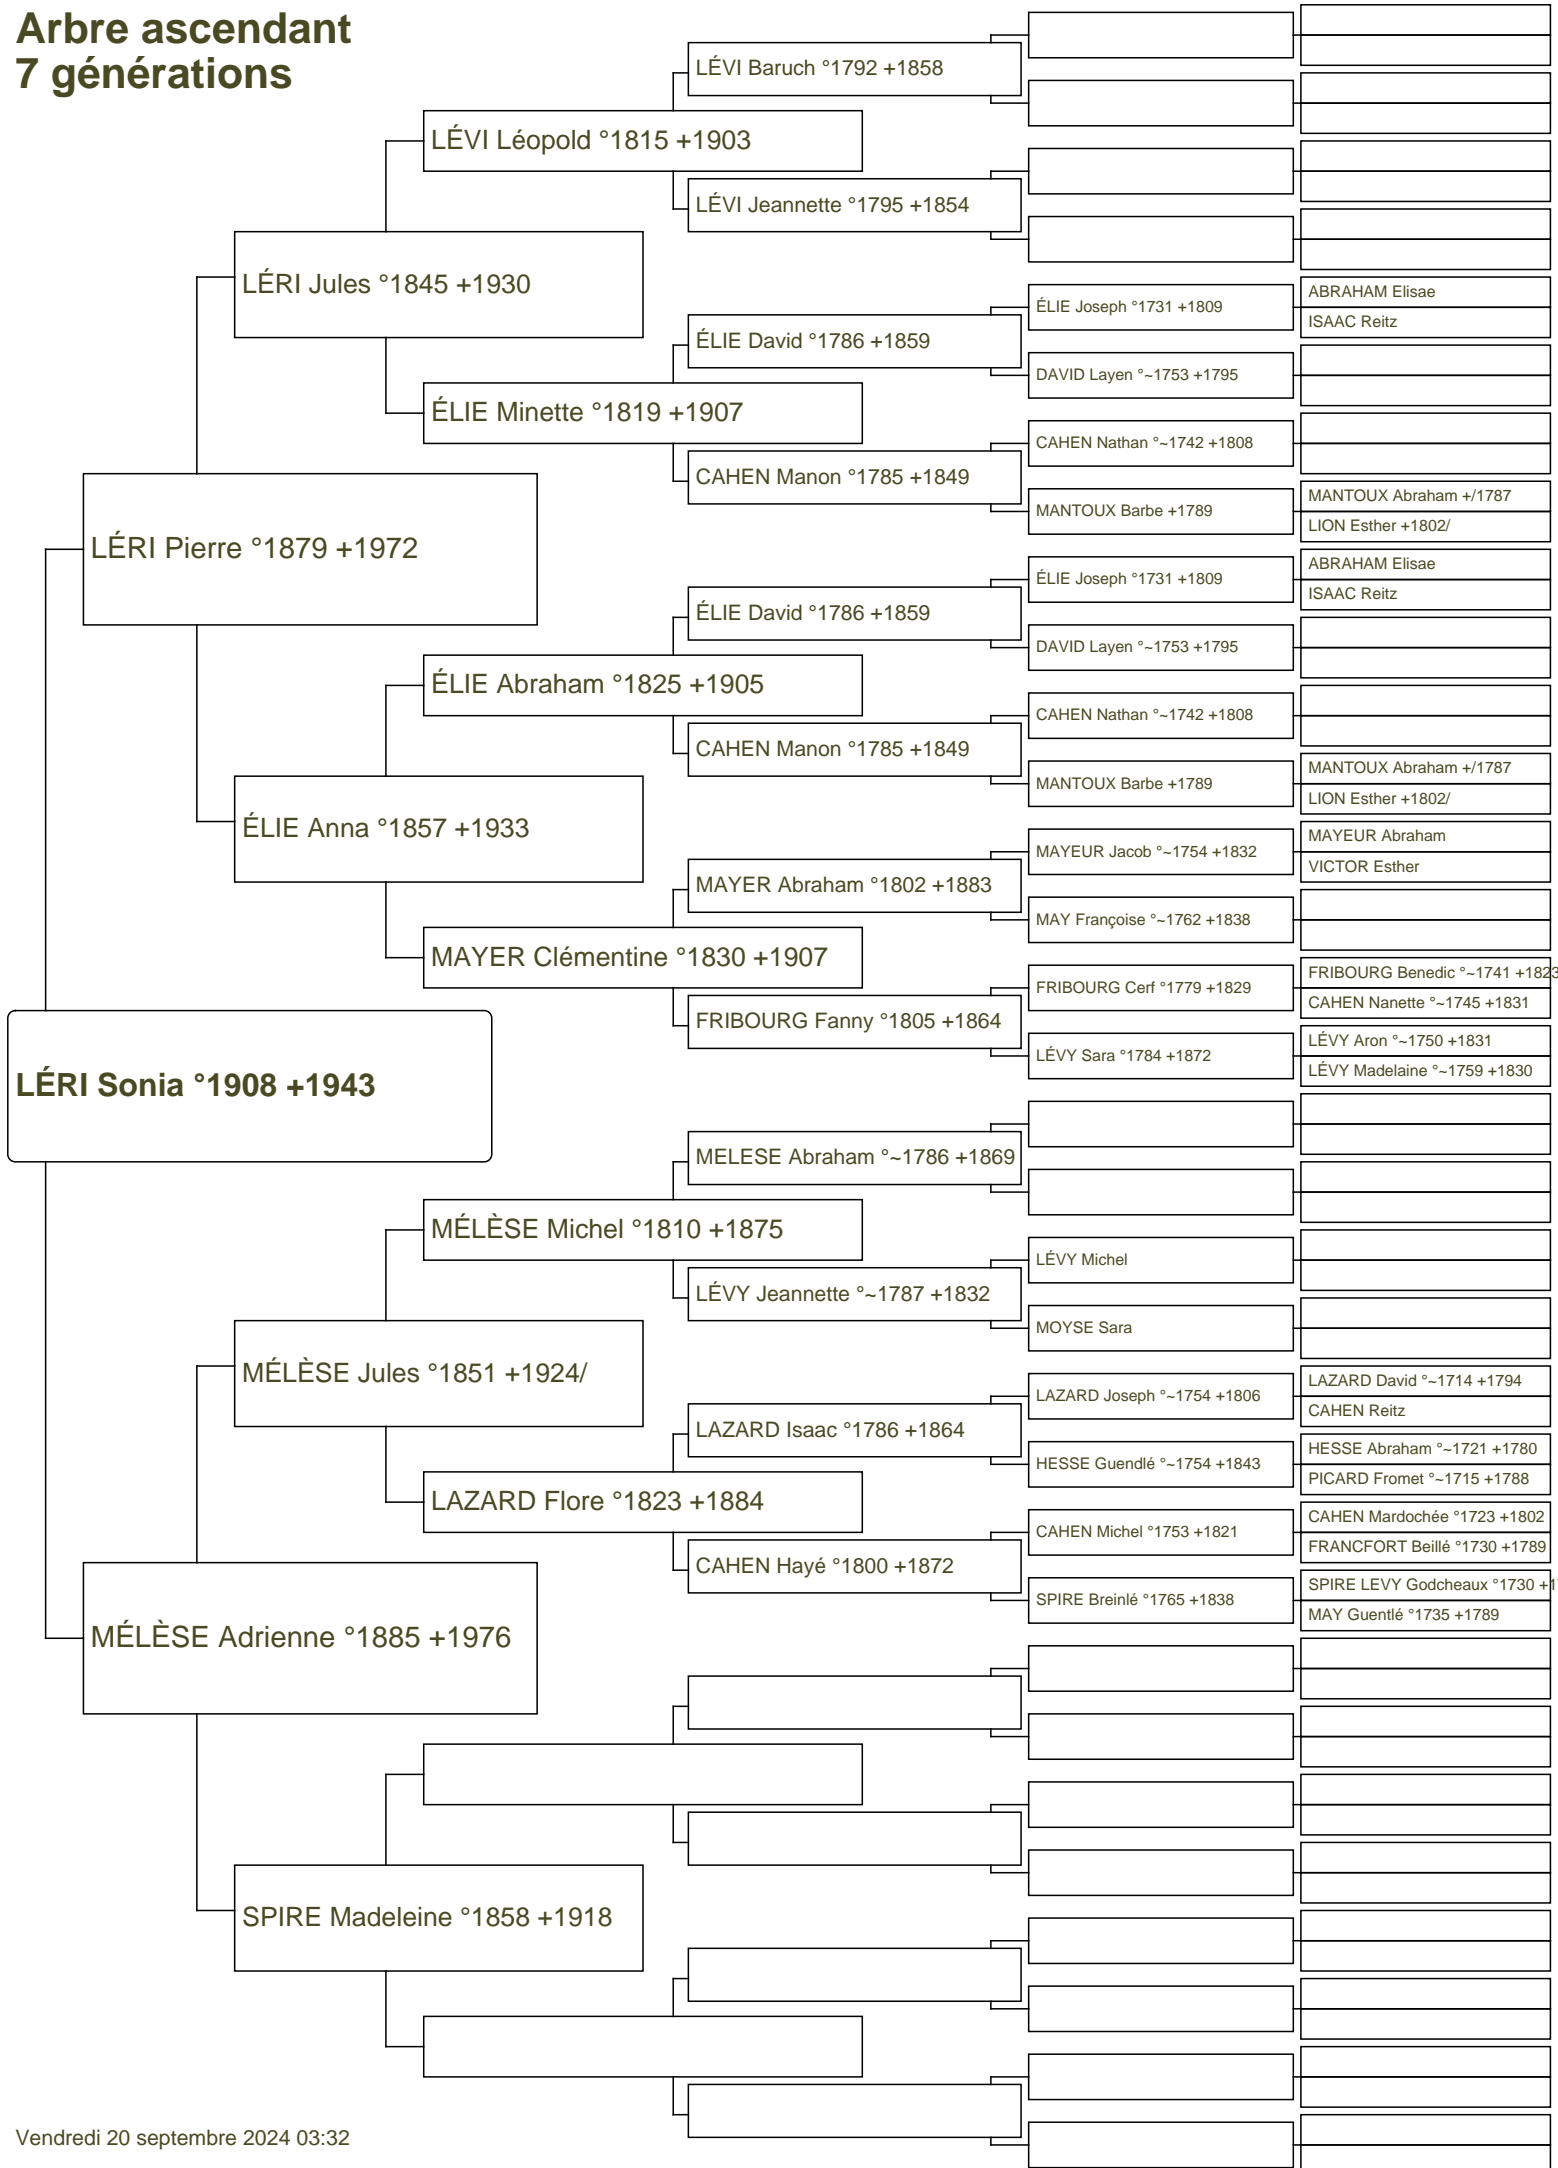 Arbre ascendant
7 générations
LÉRI Sonia °1908 +1943
LÉRI Pierre °1879 +1972
MÉLÈSE Adrienne °1885 +1976
LÉRI Jules °1845 +1930
ÉLIE Anna °1857 +1933
MÉLÈSE Jules °1851 +1924/
SPIRE Madeleine °1858 +1918
LÉVI Léopold °1815 +1903
ÉLIE Minette °1819 +1907
ÉLIE Abraham °1825 +1905
MAYER Clémentine °1830 +1907
MÉLÈSE Michel °1810 +1875
LAZARD Flore °1823 +1884
LÉVI Baruch °1792 +1858
LÉVI Jeannette °1795 +1854
ÉLIE David °1786 +1859
CAHEN Manon °1785 +1849
ÉLIE David °1786 +1859
CAHEN Manon °1785 +1849
MAYER Abraham °1802 +1883
FRIBOURG Fanny °1805 +1864
MELESE Abraham °~1786 +1869
LÉVY Jeannette °~1787 +1832
LAZARD Isaac °1786 +1864
CAHEN Hayé °1800 +1872
ÉLIE Joseph °1731 +1809
DAVID Layen °~1753 +1795
CAHEN Nathan °~1742 +1808
MANTOUX Barbe +1789
ÉLIE Joseph °1731 +1809
DAVID Layen °~1753 +1795
CAHEN Nathan °~1742 +1808
MANTOUX Barbe +1789
MAYEUR Jacob °~1754 +1832
MAY Françoise °~1762 +1838
FRIBOURG Cerf °1779 +1829
LÉVY Sara °1784 +1872
LÉVY Michel
MOYSE Sara
LAZARD Joseph °~1754 +1806
HESSE Guendlé °~1754 +1843
CAHEN Michel °1753 +1821
SPIRE Breinlé °1765 +1838
ABRAHAM Elisae
ISAAC Reitz
MANTOUX Abraham +/1787
LION Esther +1802/
ABRAHAM Elisae
ISAAC Reitz
MANTOUX Abraham +/1787
LION Esther +1802/
MAYEUR Abraham
VICTOR Esther
FRIBOURG Benedic °~1741 +1823
CAHEN Nanette °~1745 +1831
LÉVY Aron °~1750 +1831
LÉVY Madelaine °~1759 +1830
LAZARD David °~1714 +1794
CAHEN Reitz
HESSE Abraham °~1721 +1780
PICARD Fromet °~1715 +1788
CAHEN Mardochée °1723 +1802
FRANCFORT Beillé °1730 +1789
SPIRE LEVY Godcheaux °1730
MAY Guentlé °1735 +1789
Vendredi 20 septembre 2024 03:32